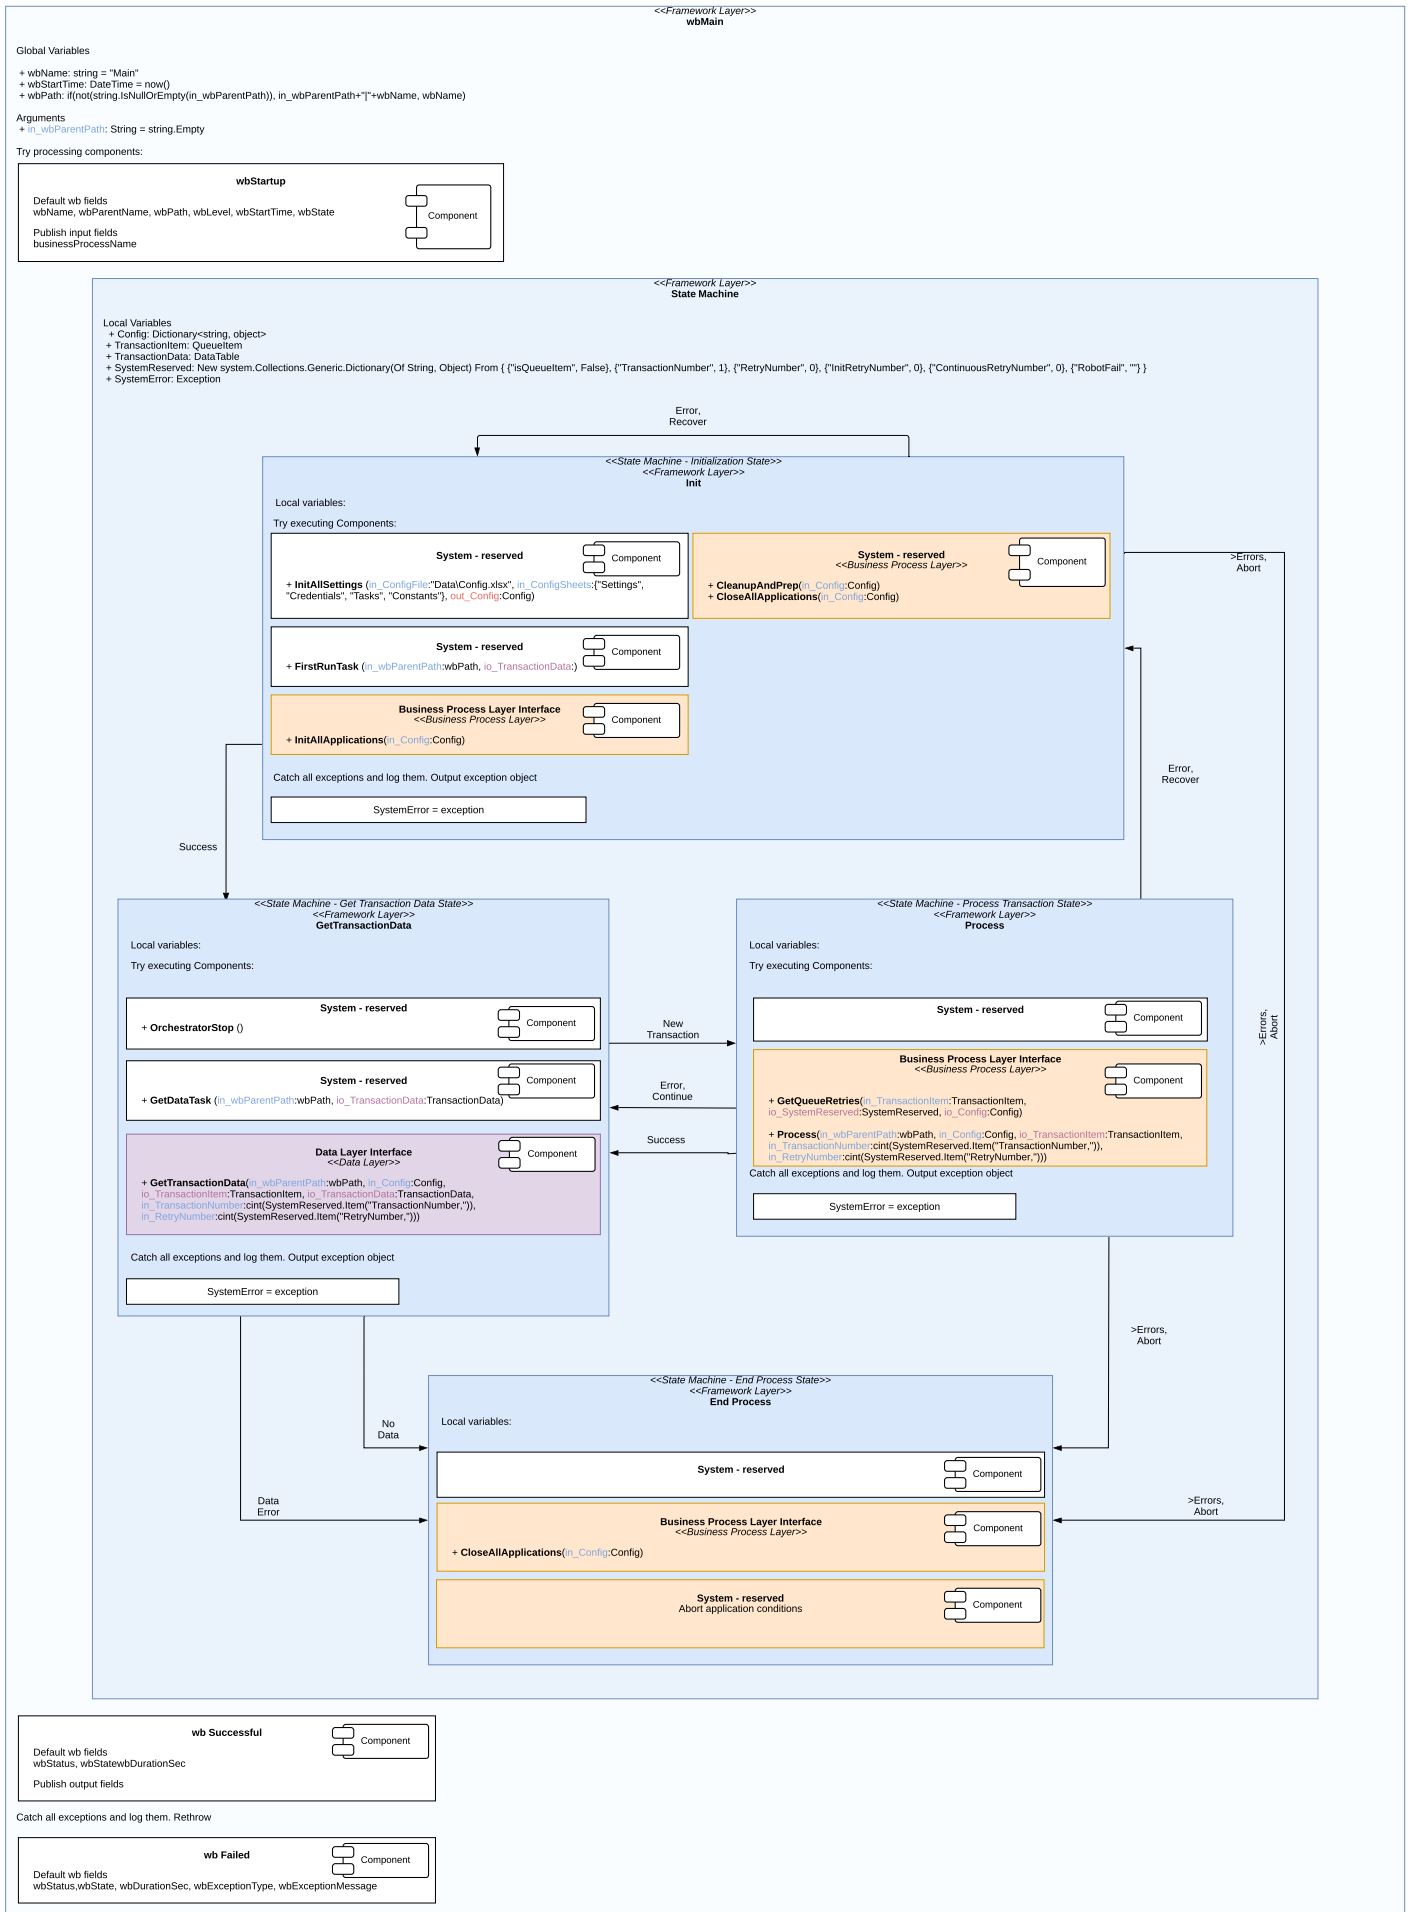 <<Framework Layer>>
wbMain
Global Variables
+ wbName: string = "Main"
+ wbStartTime: DateTime = now()
+ wbPath: if(not(string.IsNullOrEmpty(in_wbParentPath)), in_wbParentPath+"|"+wbName, wbName)
Arguments
+ in_wbParentPath: String = string.Empty
Try processing components:
wbStartup
Default wb fields
wbName, wbParentName, wbPath, wbLevel, wbStartTime, wbState
Publish input fields
businessProcessName
Component
<<Framework Layer>>
State Machine
Local Variables
+ Config: Dictionary<string, object>
+ TransactionItem: QueueItem
+ TransactionData: DataTable
+ SystemReserved: New system.Collections.Generic.Dictionary(Of String, Object) From { {"isQueueItem", False}, {"TransactionNumber", 1}, {"RetryNumber", 0}, {"InitRetryNumber", 0}, {"ContinuousRetryNumber", 0}, {"RobotFail", ""} }
+ SystemError: Exception
Error,
Recover
<<State Machine - Initialization State>>
<<Framework Layer>>
Init
Local variables:
Try executing Components:
System - reserved
Component
+ InitAllSettings (in_ConfigFile:"Data\Config.xlsx", in_ConfigSheets:{"Settings",
"Credentials", "Tasks", "Constants"}, out_Config:Config)
System - reserved
<<Business Process Layer>>
Component
+ CleanupAndPrep(in_Config:Config)
+ CloseAllApplications(in_Config:Config)
System - reserved
Component
+ FirstRunTask (in_wbParentPath:wbPath, io_TransactionData:)
Business Process Layer Interface
<<Business Process Layer>>
Component
+ InitAllApplications(in_Config:Config)
Catch all exceptions and log them. Output exception object
SystemError = exception
>Errors,
Abort
Error,
Recover
Success
<<State Machine - Get Transaction Data State>>
<<Framework Layer>>
GetTransactionData
Local variables:
Try executing Components:
System - reserved
Component
+ OrchestratorStop ()
System - reserved
Component
+ GetDataTask (in_wbParentPath:wbPath, io_TransactionData:TransactionData)
Data Layer Interface
<<Data Layer>>
Component
+ GetTransactionData(in_wbParentPath:wbPath, in_Config:Config,
io_TransactionItem:TransactionItem, io_TransactionData:TransactionData,
in_TransactionNumber:cint(SystemReserved.Item("TransactionNumber,")),
in_RetryNumber:cint(SystemReserved.Item("RetryNumber,")))
Catch all exceptions and log them. Output exception object
SystemError = exception
New
Transaction
Error,
Continue
Success
<<State Machine - Process Transaction State>>
<<Framework Layer>>
Process
Local variables:
Try executing Components:
System - reserved
Component
Business Process Layer Interface
<<Business Process Layer>>
Component
+ GetQueueRetries(in_TransactionItem:TransactionItem,
io_SystemReserved:SystemReserved, io_Config:Config)
+ Process(in_wbParentPath:wbPath, in_Config:Config, io_TransactionItem:TransactionItem,
in_TransactionNumber:cint(SystemReserved.Item("TransactionNumber,")),
in_RetryNumber:cint(SystemReserved.Item("RetryNumber,")))
Catch all exceptions and log them. Output exception object
SystemError = exception
>Errors,
Abort
>Errors,
Abort
<<State Machine - End Process State>>
<<Framework Layer>>
End Process
Local variables:
No
Data
Data
Error
>Errors,
Abort
System - reserved
Component
Business Process Layer Interface
<<Business Process Layer>>
Component
+ CloseAllApplications(in_Config:Config)
System - reserved
Abort application conditions
Component
wb Successful
Component
Default wb fields
wbStatus, wbStatewbDurationSec
Publish output fields
Catch all exceptions and log them. Rethrow
wb Failed
Component
Default wb fields
wbStatus,wbState, wbDurationSec, wbExceptionType, wbExceptionMessage